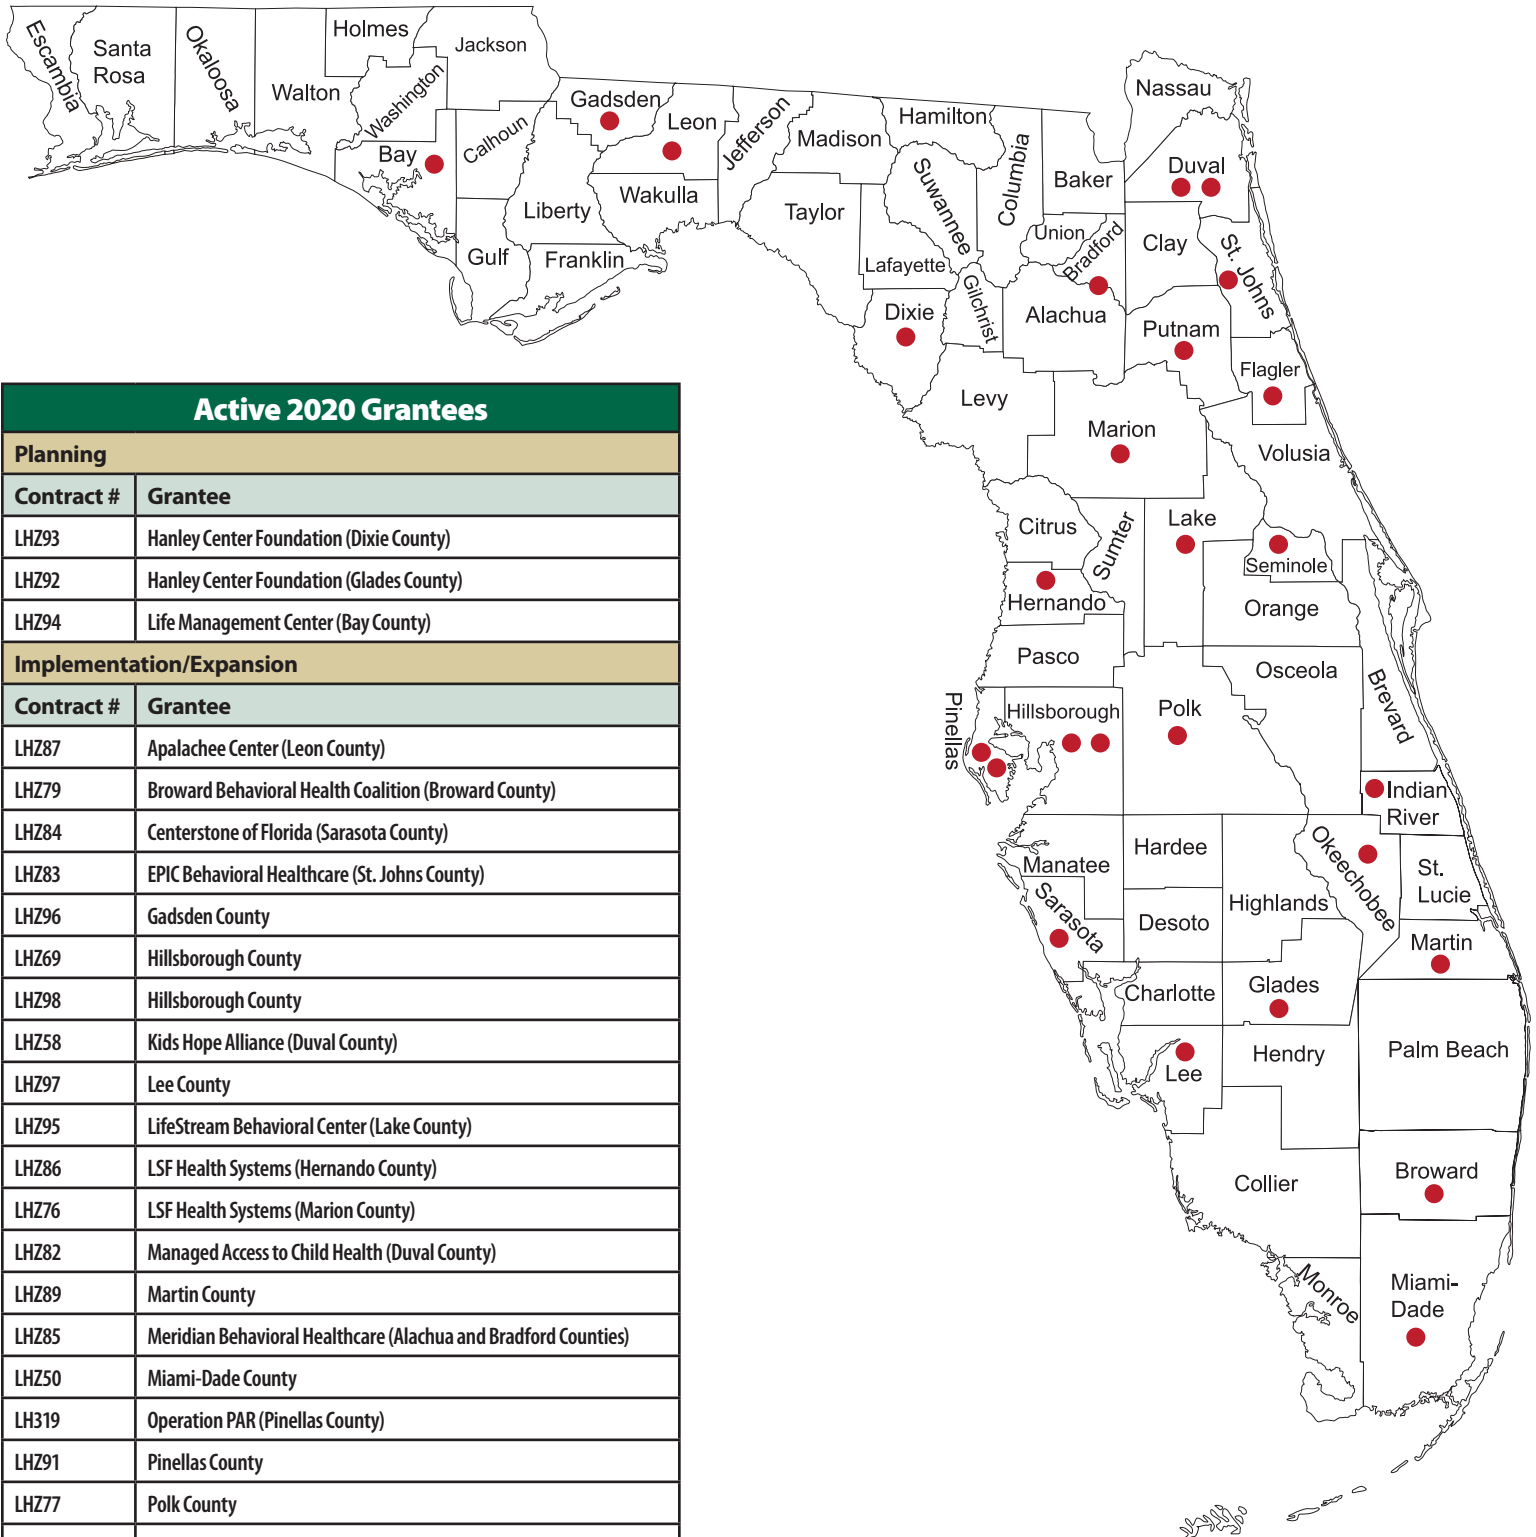 Escambia
Santa
Rosa
Okaloosa
Walton
Holmes
Jackson
Washington
Bay
Calhoun
Gulf
Liberty
Franklin
Gadsden
Leon
Wakulla
Jefferson
Madison
Taylor
Hamilton
Suwannee
Lafayette
Columbia
Baker
Union
Bradford
Nassau
Duval
Clay
St. Johns
Dixie
Gilchrist
Alachua
Putnam
Flagler
Levy
Marion
Volusia
Citrus
Sumter
Lake
Seminole
Hernando
Orange
Pasco
Osceola
Brevard
Pinellas
Hillsborough
Polk
Indian
River
Manatee
Hardee
Okeechobee
St.
Lucie
Sarasota
Desoto
Highlands
Martin
Charlotte
Glades
Lee
Hendry
Palm Beach
Collier
Broward
Monroe
Miami-
Dade
Active 2020 Grantees
Planning
Contract # Grantee
LHZ93 Hanley Center Foundation (Dixie County)
LHZ92 Hanley Center Foundation (Glades County)
LHZ94 Life Management Center (Bay County)
Implementation/Expansion
Contract # Grantee
LHZ87 Apalachee Center (Leon County)
LHZ79 Broward Behavioral Health Coalition (Broward County)
LHZ84 Centerstone of Florida (Sarasota County)
LHZ83 EPIC Behavioral Healthcare (St. Johns County)
LHZ96 Gadsden County
LHZ69 Hillsborough County
LHZ98 Hillsborough County
LHZ58 Kids Hope Alliance (Duval County)
LHZ97 Lee County
LHZ95 LifeStream Behavioral Center (Lake County)
LHZ86 LSF Health Systems (Hernando County)
LHZ76 LSF Health Systems (Marion County)
LHZ82 Managed Access to Child Health (Duval County)
LHZ89 Martin County
LHZ85 Meridian Behavioral Healthcare (Alachua and Bradford Counties)
LHZ50 Miami-Dade County
LH319 Operation PAR (Pinellas County)
LHZ91 Pinellas County
LHZ77 Polk County